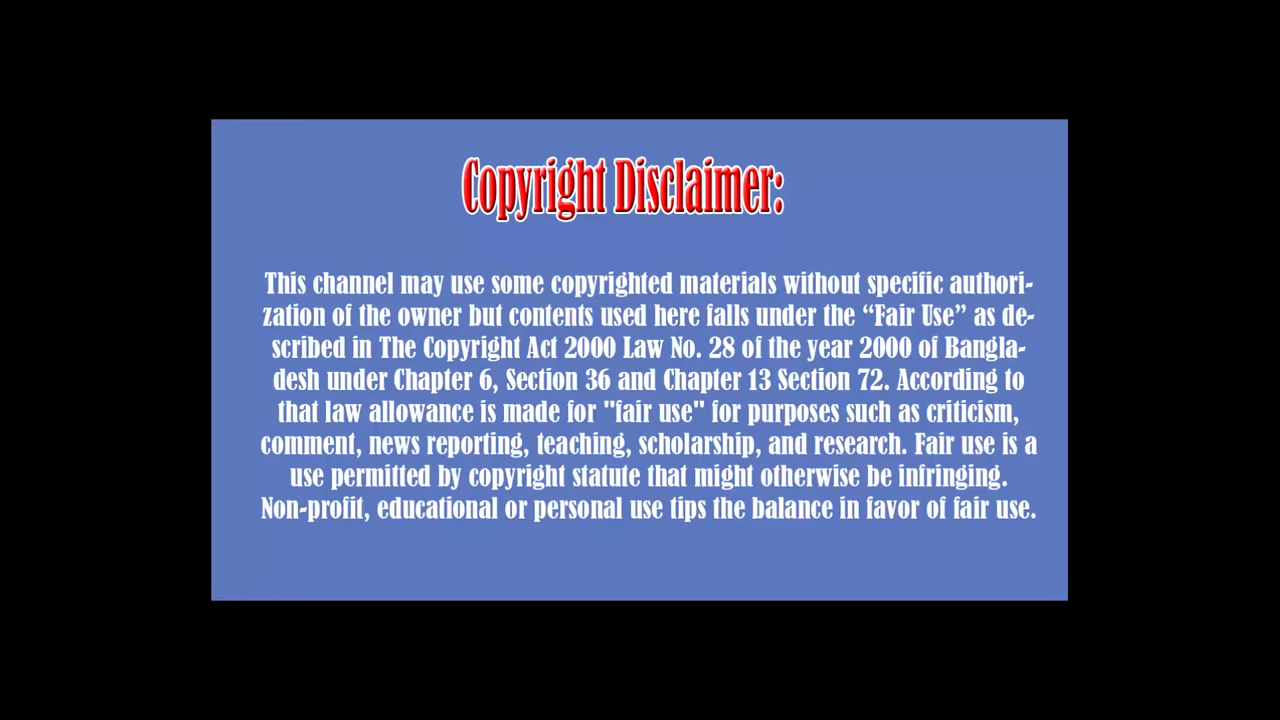 Copyright Disclaimer:
This channel may use some copyrighted materials without specific authori-
zation of the owner but contents used here falls under the “Fair Use” as de-
scribed in The Copyright Act 2000 Law No. 28 of the year 2000 of Bangla-
desh under Chapter 6, Section 36 and Chapter 13 Section 72. According to
that law allowance is made for "fair use" for purposes such as criticism,
comment, news reporting, teaching, scholarship, and research. Fair use is a
use permitted by copyright statute that might otherwise be infringing.
Non-profit, educational or personal use tips the balance in favor of fair use.